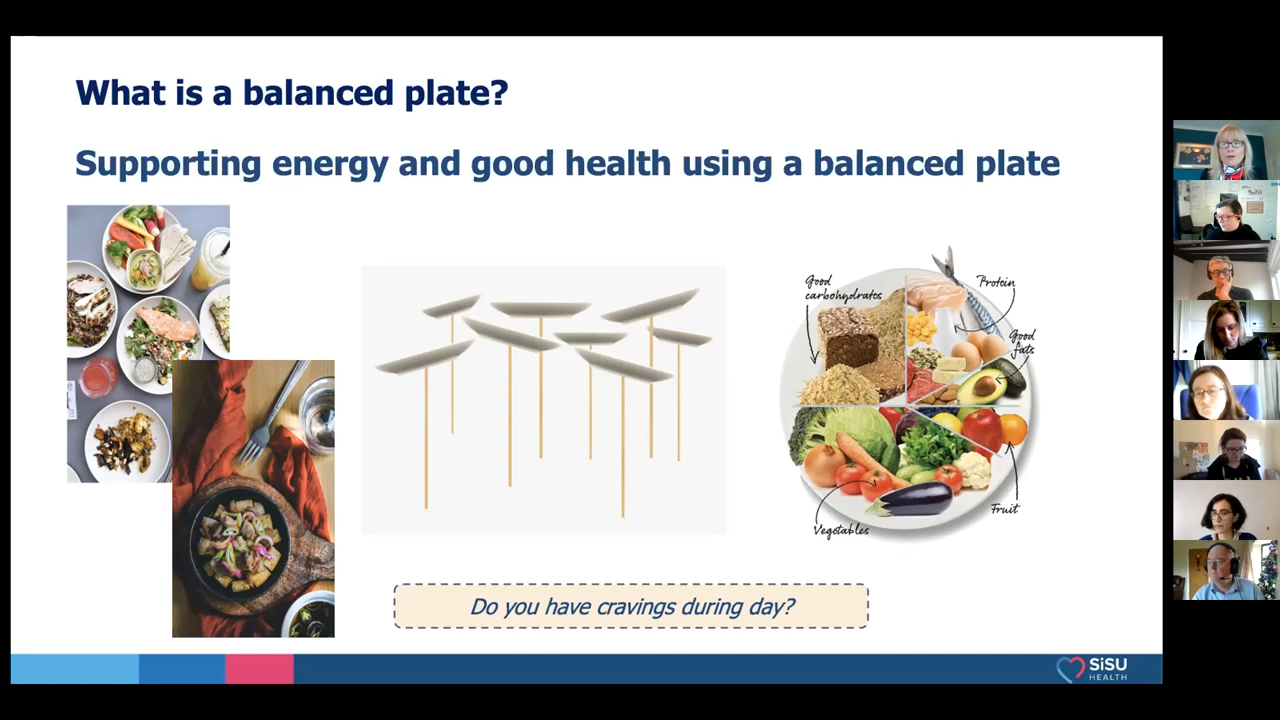 What is a balanced plate?
Supporting energy and good health using a balanced plate
Good
carbohydrates
Protein
Good
fats
Vegetables
Fruit
Do you have cravings during day?
SiSU
HEALTH